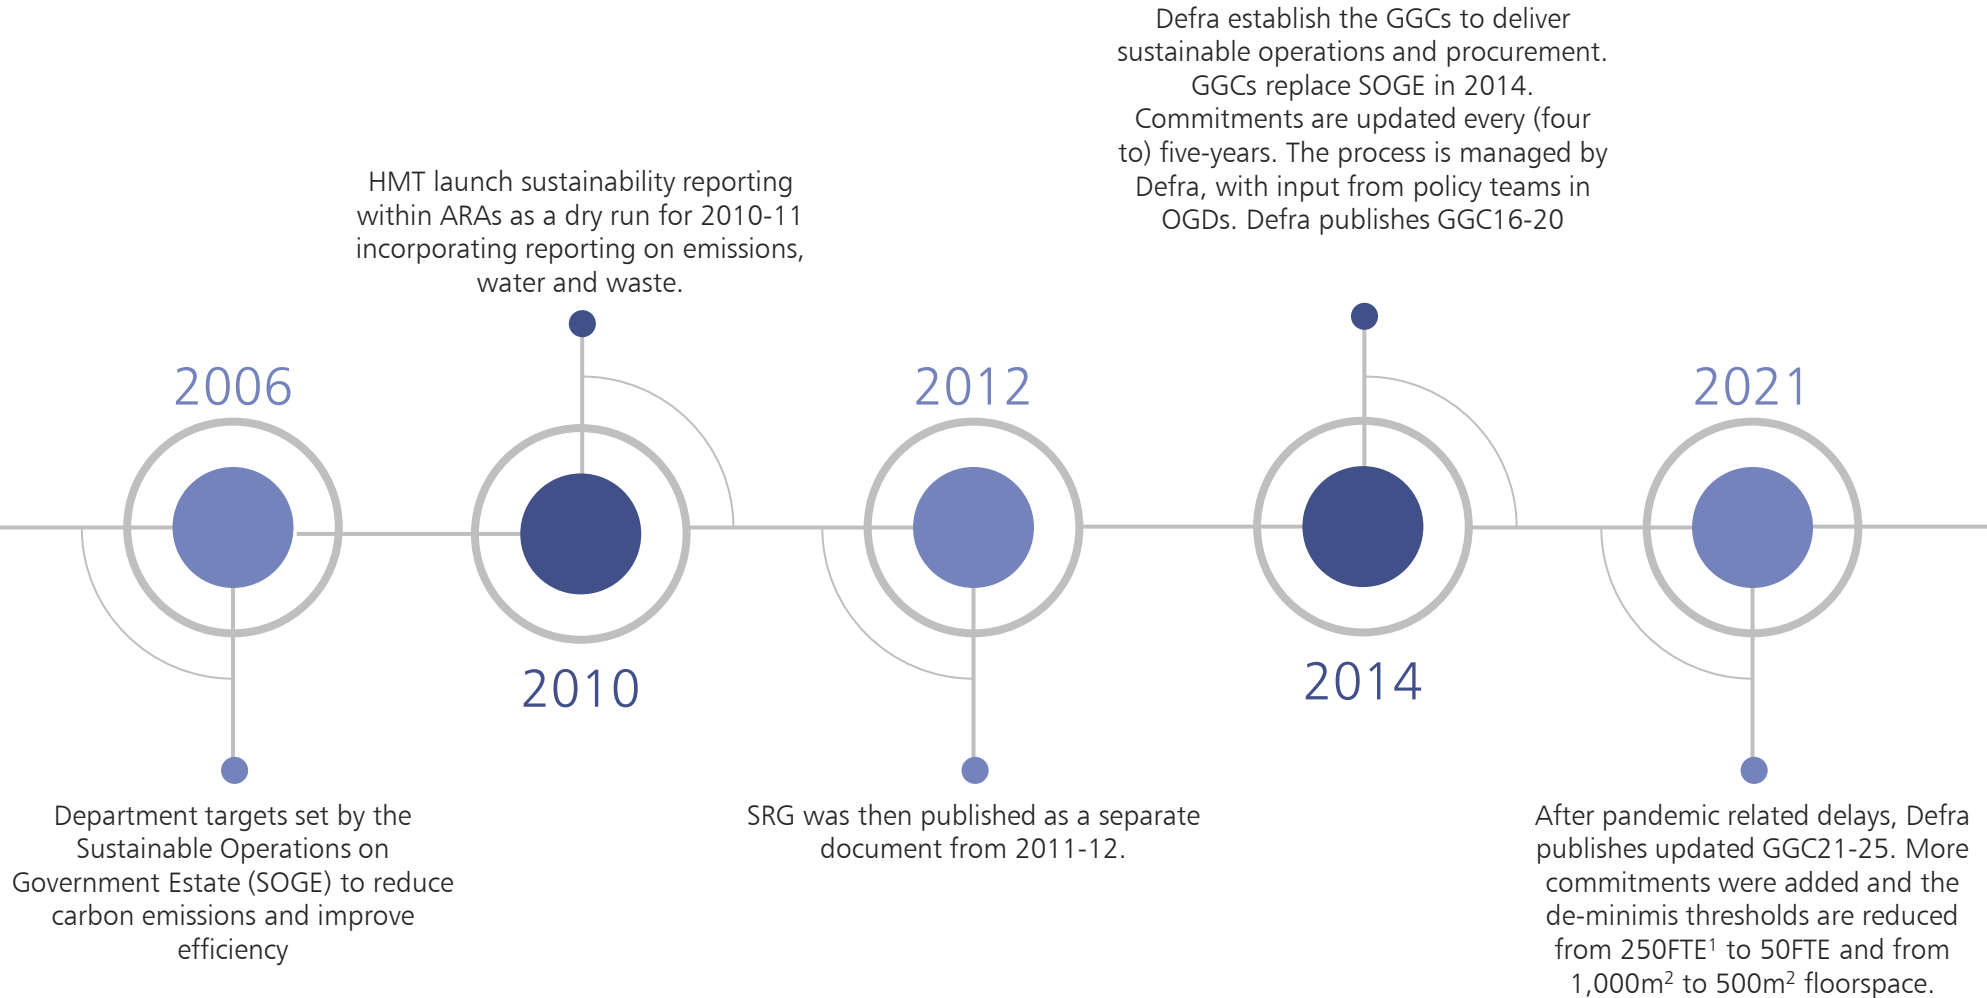 2006
Department targets set by the
Sustainable Operations on
Government Estate (SOGE) to reduce
carbon emissions and improve
efficiency
HMT launch sustainability reporting
within ARAs as a dry run for 2010-11
incorporating reporting on emissions,
water and waste.
2010
2012
SRG was then published as a separate
document from 2011-12.
Defra establish the GGCs to deliver
sustainable operations and procurement.
GGCs replace SOGE in 2014.
Commitments are updated every (four
to) five-years. The process is managed by
Defra, with input from policy teams in
OGDs. Defra publishes GGC16-20
2014
2021
After pandemic related delays, Defra
publishes updated GGC21-25. More
commitments were added and the
de-minimis thresholds are reduced
from 250FTE¹ to 50FTE and from
1,000m² to 500m² floorspace.